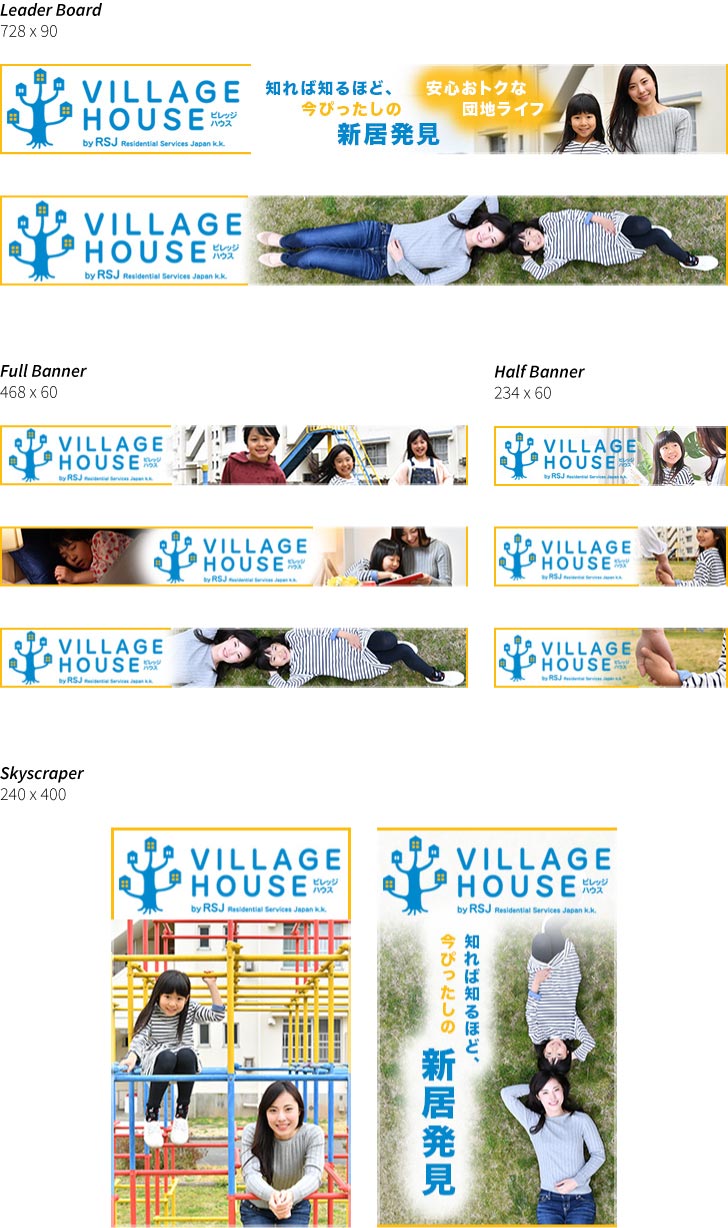 Leader Board
728 x 90
VILLAGE
HOUSE ビレッジ
ハウス
by RSJ Residential Services Japan k.k.
知れば知るほど、
今ぴったしの
新居発見
安心おトクな
団地ライフ
VILLAGE
HOUSE ビレッジ
ハウス
by RSJ Residential Services Japan k.k.
Full Banner
468 x 60
Half Banner
234 x 60
VILLAGE
HOUSE ビレッジ
ハウス
by RSJ Residential Services Japan k.k.
VILLAGE
HOUSE ビレッジ
ハウス
by RSJ Residential Services Japan k.k.
VILLAGE
HOUSE ビレッジ
ハウス
by RSJ Residential Services Japan k.k.
VILLAGE
HOUSE ビレッジ
ハウス
by RSJ Residential Services Japan k.k.
VILLAGE
HOUSE ビレッジ
ハウス
by RSJ Residential Services Japan k.k.
VILLAGE
HOUSE ビレッジ
ハウス
by RSJ Residential Services Japan k.k.
Skyscraper
240 x 400
VILLAGE
HOUSE ビレッジ
ハウス
by RSJ Residential Services Japan k.k.
VILLAGE
HOUSE ビレッジ
ハウス
by RSJ Residential Services Japan k.k.
知れば知るほど、
今ぴったしの
新居発見